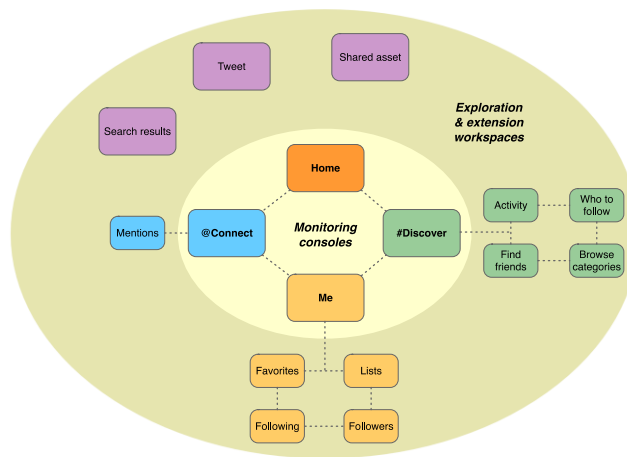 Shared asset
Tweet
Search results
Exploration
& extension
workspaces
Home
Activity
Who to
follow
Mentions
@Connect
Monitoring
consoles
#Discover
Find
friends
Browse
categories
Me
Favorites
Lists
Following
Followers